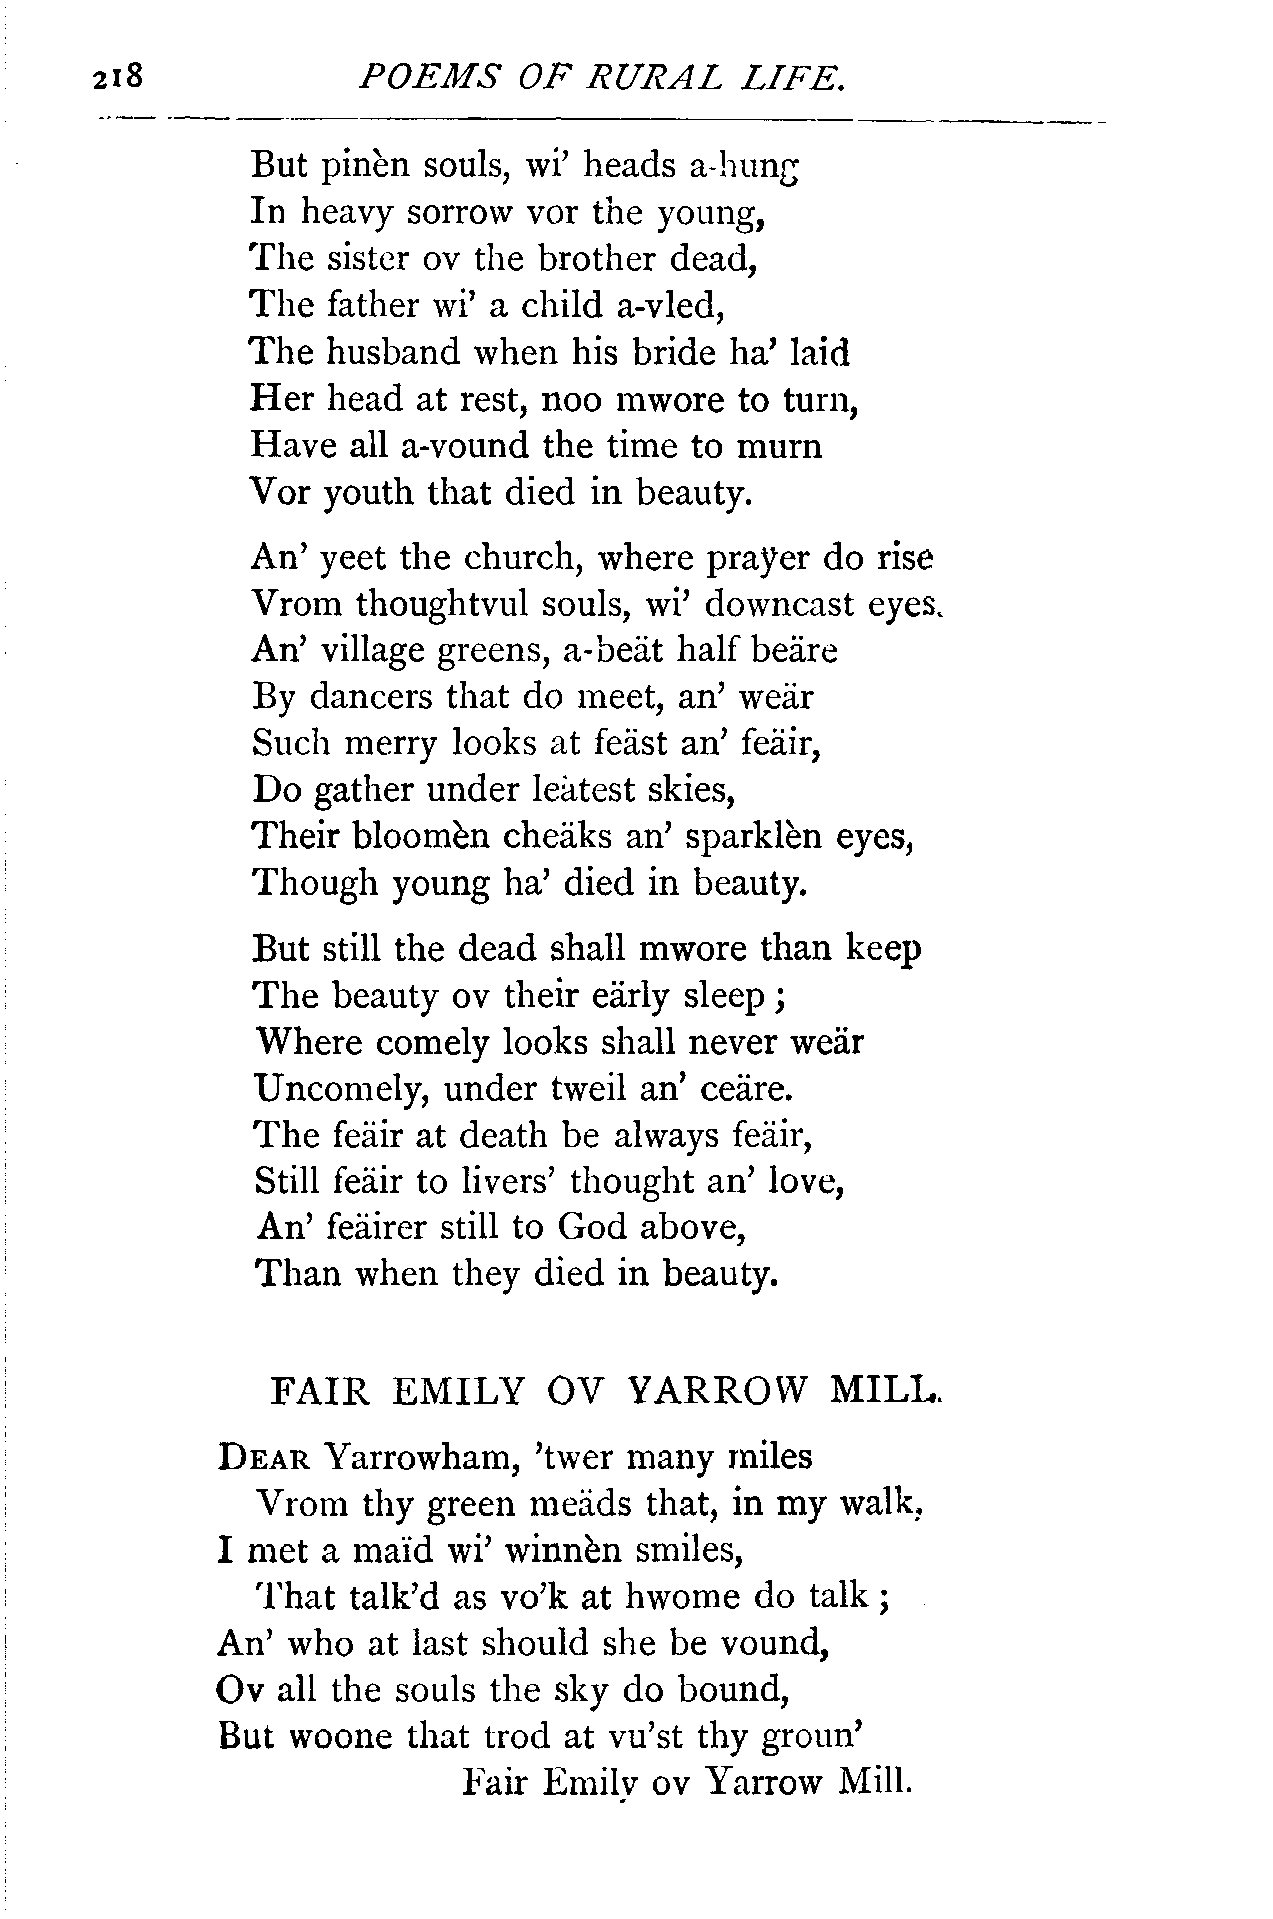 218 POEMS OF RURAL LIFE.
But pinèn souls, wi' heads a-hung
In heavy sorrow vor the young,
The sister ov the brother dead,
The father wi' a child a-vled,
The husband when his bride ha' laid
Her head at rest, noo mwore to turn,
Have all a-vound the time to murn
Vor youth that died in beauty.
An' yeet the church, where praÿer do rise
Vrom thoughtvul souls, wi' downcast eyes.
An' village greens, a-beät half beäre
By dancers that do meet, an' weär
Such merry looks at feäst an' feäir,
Do gather under leätest skies,
Their bloomèn cheäks an' sparklèn eyes,
Though young ha' died in beauty.
But still the dead shall mwore than keep
The beauty ov their eärly sleep;
Where comely looks shall never weär
Uncomely, under tweil an' ceäre.
The feäir at death be always feäir,
Still feäir to livers' thought an' love,
An' feäirer still to God above,
Than when they died in beauty.
FAIR EMILY OV YARROW MILL.
DEAR Yarrowham, 'twer many miles
Vrom thy green meäds that, in my walk,
I met a maïd wi' winnèn smiles,
That talk'd as vo'k at hwome do talk;
An' who at last should she be vound,
Ov all the souls the sky do bound,
But woone that trod at vu'st thy groun'
Fair Emily ov Yarrow Mill.